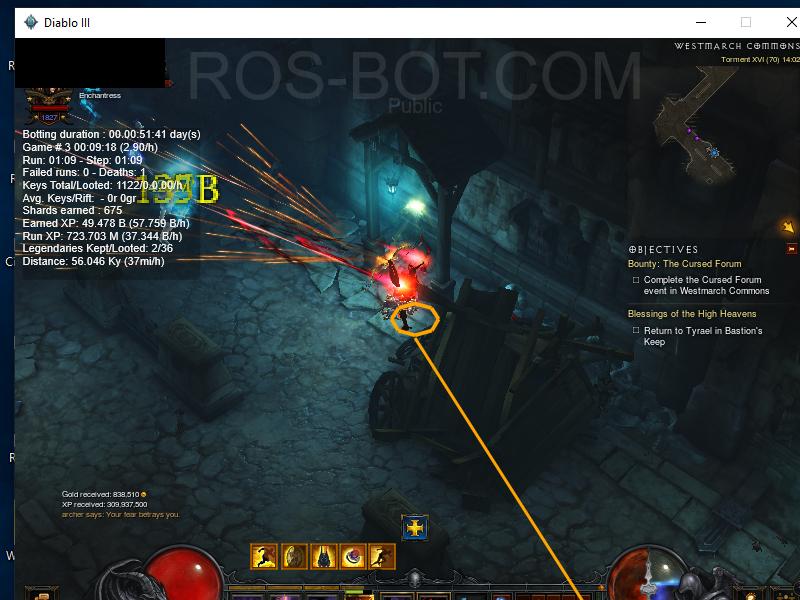 Diablo III
WESTMARCH COMMONS
Torment XVI (70) 14:02
ROS-BOT.COM
Public
Enchantress
1827
Botting duration : 00.00:51:41 day(s)
Game # 3 00:09:18 (2.90/h)
Run: 01:09 - Step: 01:09
Failed runs: 0 - Deaths: 1
Keys Total/Looted: 1122/0.0.00/h
Avg. Keys/Rift: - 0r 0gr
Shards earned : 675
Earned XP: 49.478 B (57.759 B/h)
Run XP: 723.703 M (37.344 B/h)
Legendaries Kept/Looted: 2/36
Distance: 56.046 Ky (37mi/h)
OBJECTIVES
Bounty: The Cursed Forum
Complete the Cursed Forum
event in Westmarch Commons
Blessings of the High Heavens
Return to Tyrael in Bastion's
Keep
Gold received: 838,510
XP received: 309,937,500
archer says: Your fear betrays you.